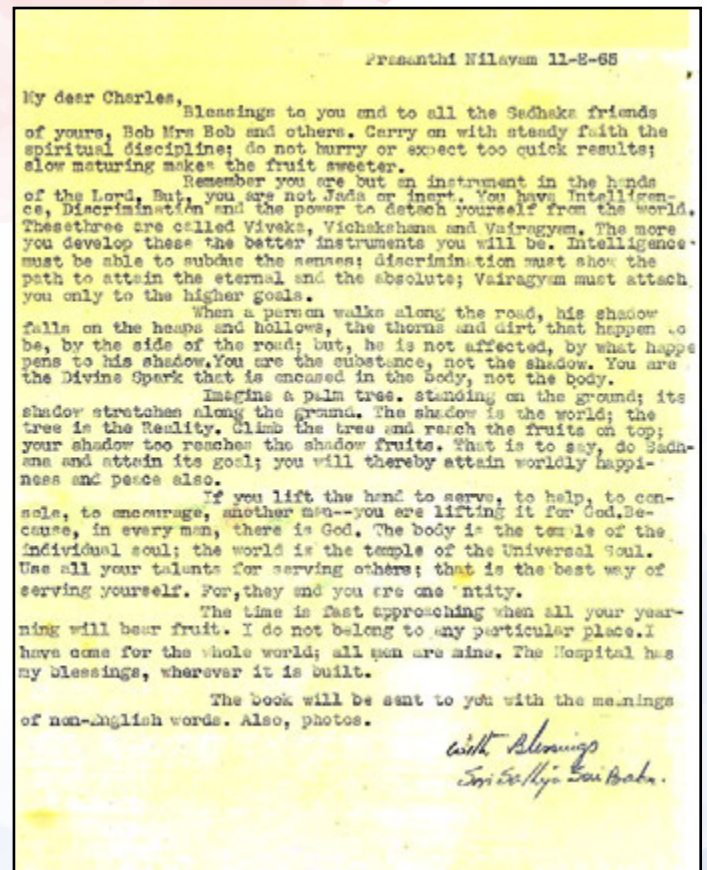 Prasanthi Nilayam 11-2-65
My dear Charles,
Blessings to you and to all the Sadhaka friends
of yours, Bob Mrs Bob and others. Carry on with steady faith the
spiritual discipline; do not hurry or expect too quick results;
slow maturing makes the fruit sweeter.
Remember you are but an instrument in the hands
of the Lord. But, you are not Jada or inert. You have Intelligen-
ce, Discrimination and the power to detach yourself from the world.
Thesethree are called Viveka, Vichakshana and Vairagyam. The more
you develop these the better instruments you will be. Intelligence
must be able to subdue the senses; discrimination must show the
path to attain the eternal and the absolute; Vairagyam must attach
you only to the higher goals.
When a person walks along the road, his shadow
falls on the heaps and hollows, the thorns and dirt that happen to
be, by the side of the road; but, he is not affected, by what happe
pens to his shadow.You are the substance, not the shadow. You are
the Divine Spark that is encased in the body, not the body.
Imagine a palm tree. standing on the ground; its
shadow stretches along the ground. The shadow is the world; the
tree is the Reality. Climb the tree and reach the fruits on top;
your shadow too reaches the shadow fruits. That is to say, do Sadh-
ana and attain its goal; you will thereby attain worldly happi-
ness and peace also.
If you lift the hand to serve, to help, to con-
sole, to encourage, another man--you are lifting it for God.Be-
cause, in every man, there is God. The body is the temple of the
individual soul; the world is the temple of the Universal Soul.
Use all your talents for serving others; that is the best way of
serving yourself. For,they and you are one ntity.
The time is fast approaching when all your year-
ning will bear fruit. I do not belong to any particular place.I
have come for the whole world; all men are mine. The Hospital has
my blessings, wherever it is built.
The book will be sent to you with the meanings
of non-English words. Also, photos.
With Blessings
Sri Sathya Sai Baba.